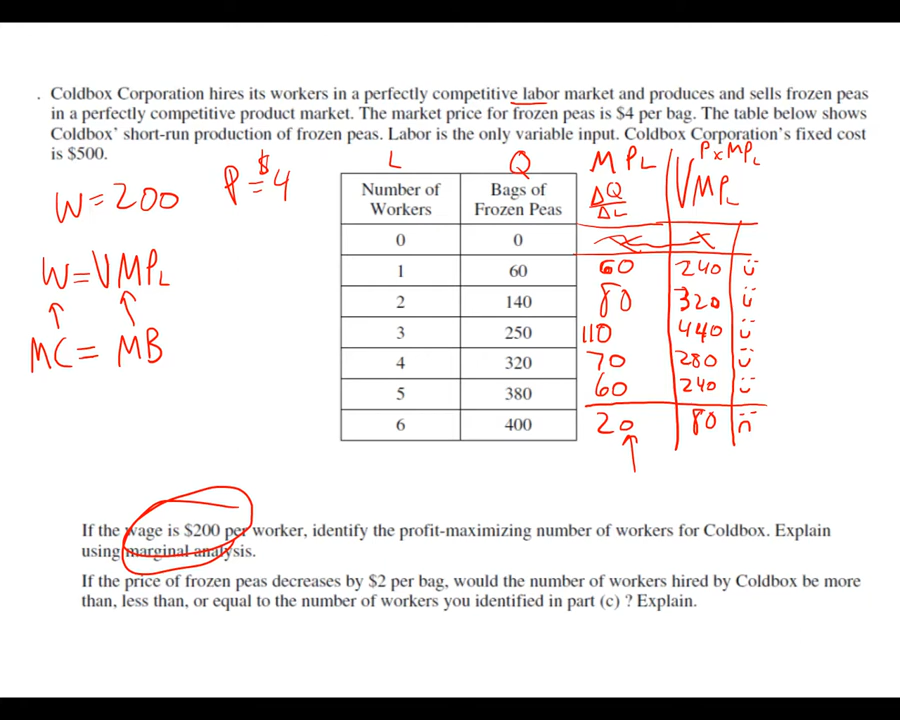 . Coldbox Corporation hires its workers in a perfectly competitive labor market and produces and sells frozen peas
in a perfectly competitive product market. The market price for frozen peas is $4 per bag. The table below shows
Coldbox' short-run production of frozen peas. Labor is the only variable input. Coldbox Corporation's fixed cost
is $500.
W = 200
P = $4
W = VMPL
MC = MB
L Q MPL P x MPL
Number of Workers Bags of Frozen Peas ΔQ/ΔL VMPL
0 0 x x
1 60 60 240
2 140 80 320
3 250 110 440
4 320 70 280
5 380 60 240
6 400 20 80
If the wage is $200 per worker, identify the profit-maximizing number of workers for Coldbox. Explain
using marginal analysis.
If the price of frozen peas decreases by $2 per bag, would the number of workers hired by Coldbox be more
than, less than, or equal to the number of workers you identified in part (c) ? Explain.